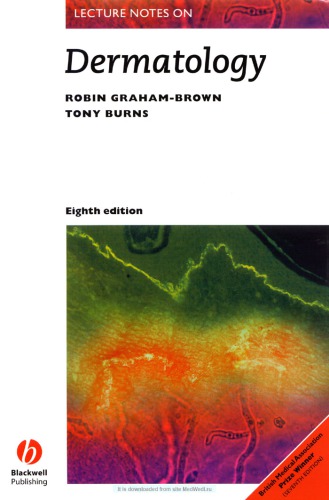 LECTURE NOTES ON
Dermatology
ROBIN GRAHAM-BROWN
TONY BURNS
Eighth edition
British Medical Association
Prize Winner
(SEVENTH EDITION)
Blackwell
Publishing
It is downloaded from site MedWedi.ru